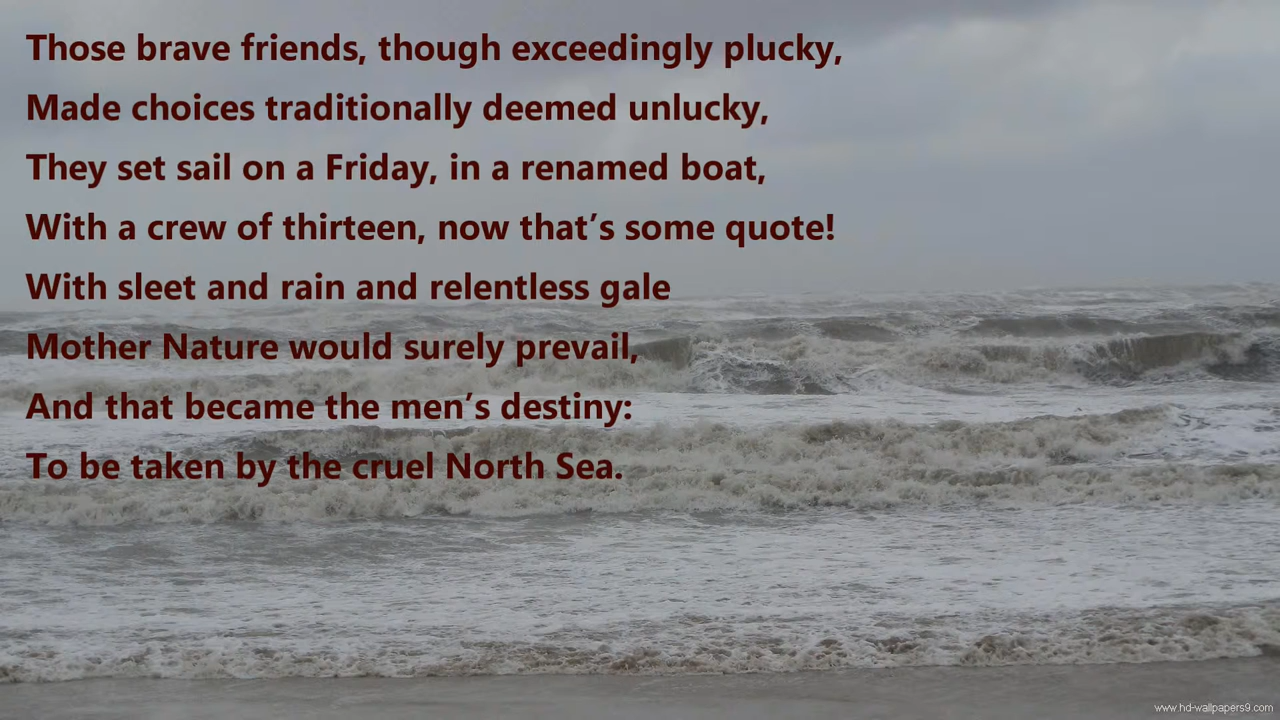 Those brave friends, though exceedingly plucky,
Made choices traditionally deemed unlucky,
They set sail on a Friday, in a renamed boat,
With a crew of thirteen, now that’s some quote!
With sleet and rain and relentless gale
Mother Nature would surely prevail,
And that became the men’s destiny:
To be taken by the cruel North Sea.
www.hd-wallpapers9.com